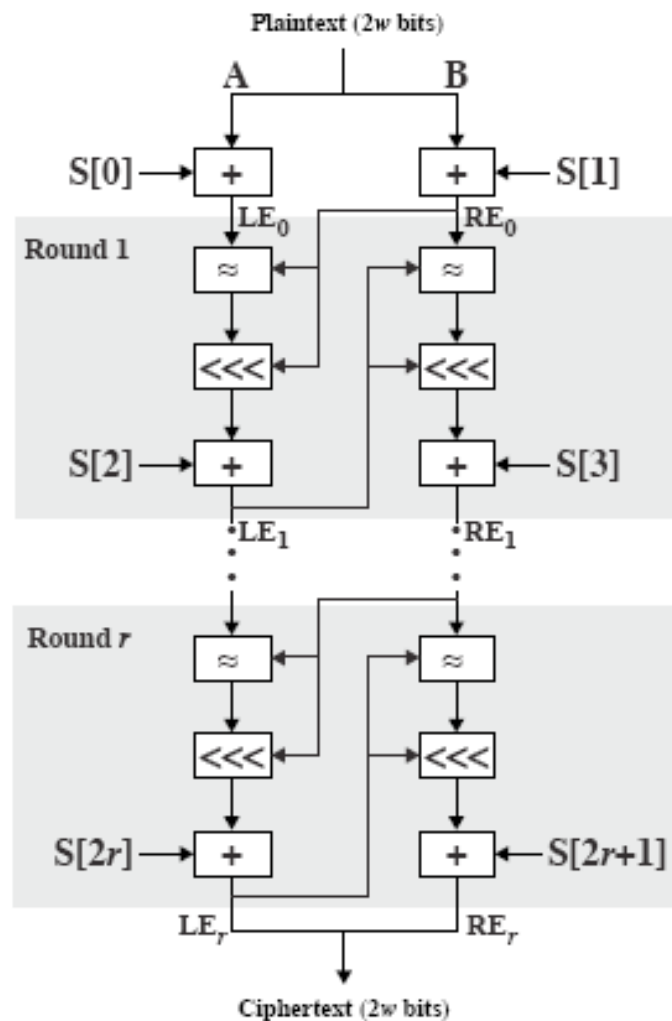 Plaintext (2w bits)
A B
S[0] + + S[1]
LE0 RE0
Round 1
≈ ≈
<<< <<<
S[2] + + S[3]
LE1 RE1
Round r
≈ ≈
<<< <<<
S[2r] + + S[2r+1]
LEr REr
Ciphertext (2w bits)